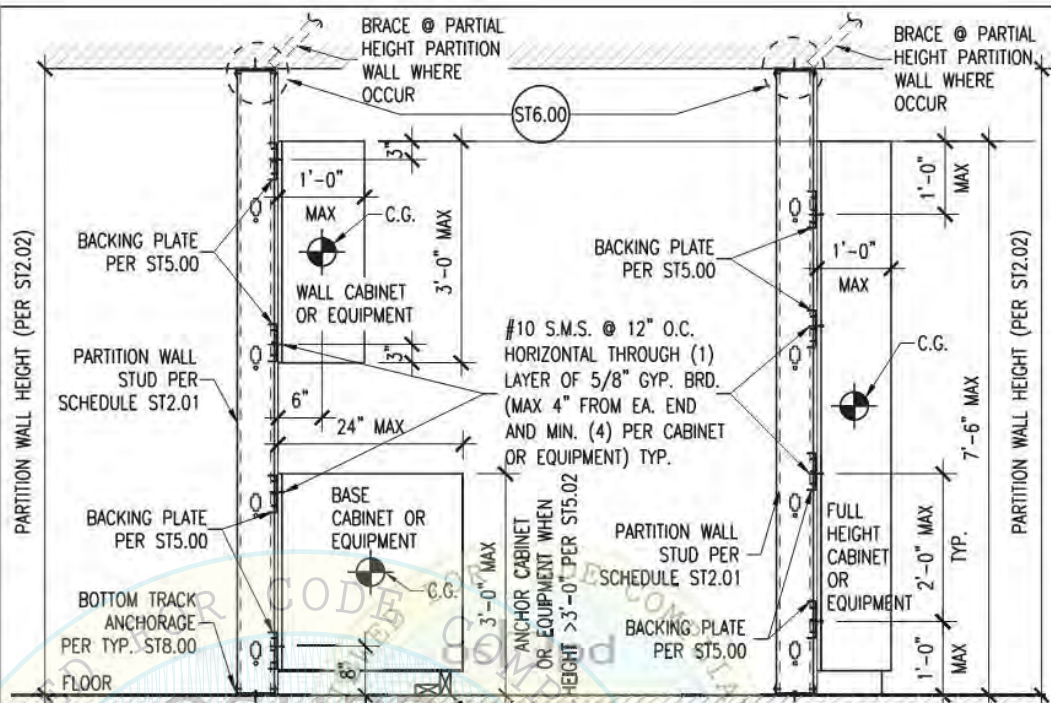 BRACE @ PARTIAL
HEIGHT PARTITION
WALL WHERE
OCCUR
ST6.00
BRACE @ PARTIAL
HEIGHT PARTITION
WALL WHERE
OCCUR
PARTITION WALL HEIGHT (PER ST2.02)
3"
1'-0"
MAX
C.G.
3'-0" MAX
BACKING PLATE
PER ST5.00
WALL CABINET
OR EQUIPMENT
3"
PARTITION WALL
STUD PER
SCHEDULE ST2.01
6"
24" MAX
#10 S.M.S. @ 12" O.C.
HORIZONTAL THROUGH (1)
LAYER OF 5/8" GYP. BRD.
(MAX 4" FROM EA. END
AND MIN. (4) PER CABINET
OR EQUIPMENT) TYP.
BACKING PLATE
PER ST5.00
BASE
CABINET OR
EQUIPMENT
C.G.
3'-0" MAX
ANCHOR CABINET
OR EQUIPMENT WHEN
HEIGHT >3'-0" PER ST5.02
BOTTOM TRACK
ANCHORAGE
PER TYP. ST8.00
8"
FLOOR
BACKING PLATE
PER ST5.00
1'-0"
MAX
1'-0"
MAX
C.G.
7'-6" MAX
PARTITION WALL HEIGHT (PER ST2.02)
PARTITION WALL
STUD PER
SCHEDULE ST2.01
FULL
HEIGHT
CABINET
OR
EQUIPMENT
2'-0" MAX
TYP.
BACKING PLATE
PER ST5.00
1'-0"
MAX
FOR CODE COM
FOR CODE COMPLIA